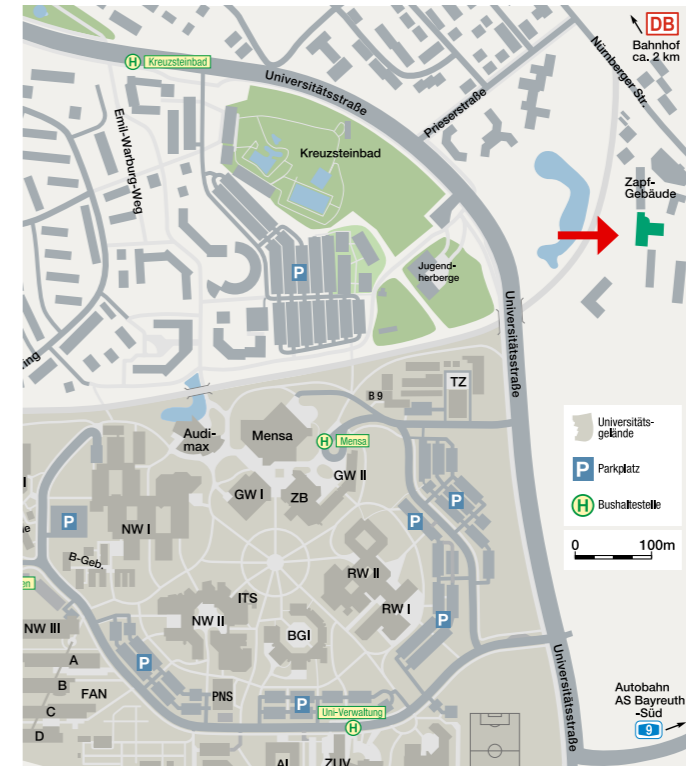 DB
Bahnhof
ca. 2 km
H Kreuzsteinbad
Universitätsstraße
Nürnberger Str.
Prieserstraße
Emil-Warburg-Weg
Kreuzsteinbad
Zapf-
Gebäude
P
Jugend-
herberge
Universitätsstraße
ring
TZ
B 9
Audi-
max
Mensa
H Mensa
Universitäts-
gelände
P Parkplatz
H Bushaltestelle
0 100m
GW II
GW I
ZB
P
P
P
NW I
B-Geb.
RW II
ITS
RW I
en
NW II
BGI
P
NW III
A
P
B
FAN
PNS
P
C
D
Uni-Verwaltung
H
Universitätsstraße
Autobahn
AS Bayreuth
-Süd
9
AI
ZUV